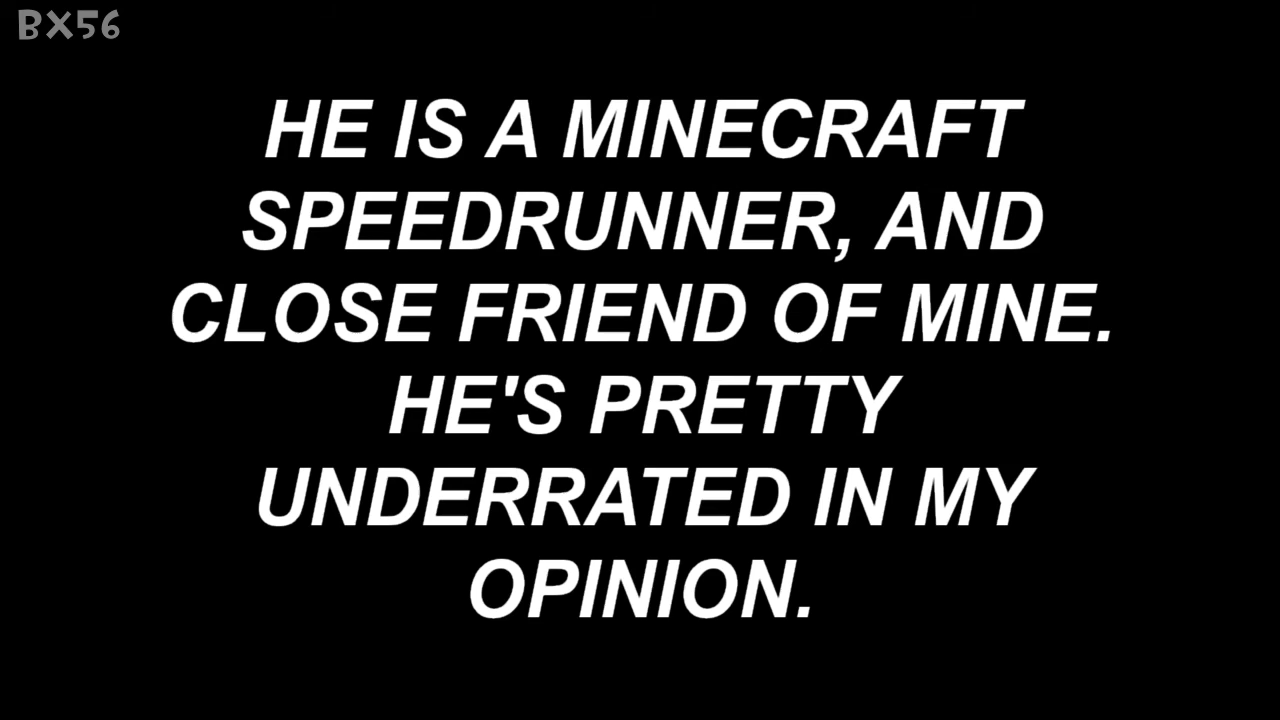 BX56
HE IS A MINECRAFT
SPEEDRUNNER, AND
CLOSE FRIEND OF MINE.
HE'S PRETTY
UNDERRATED IN MY
OPINION.